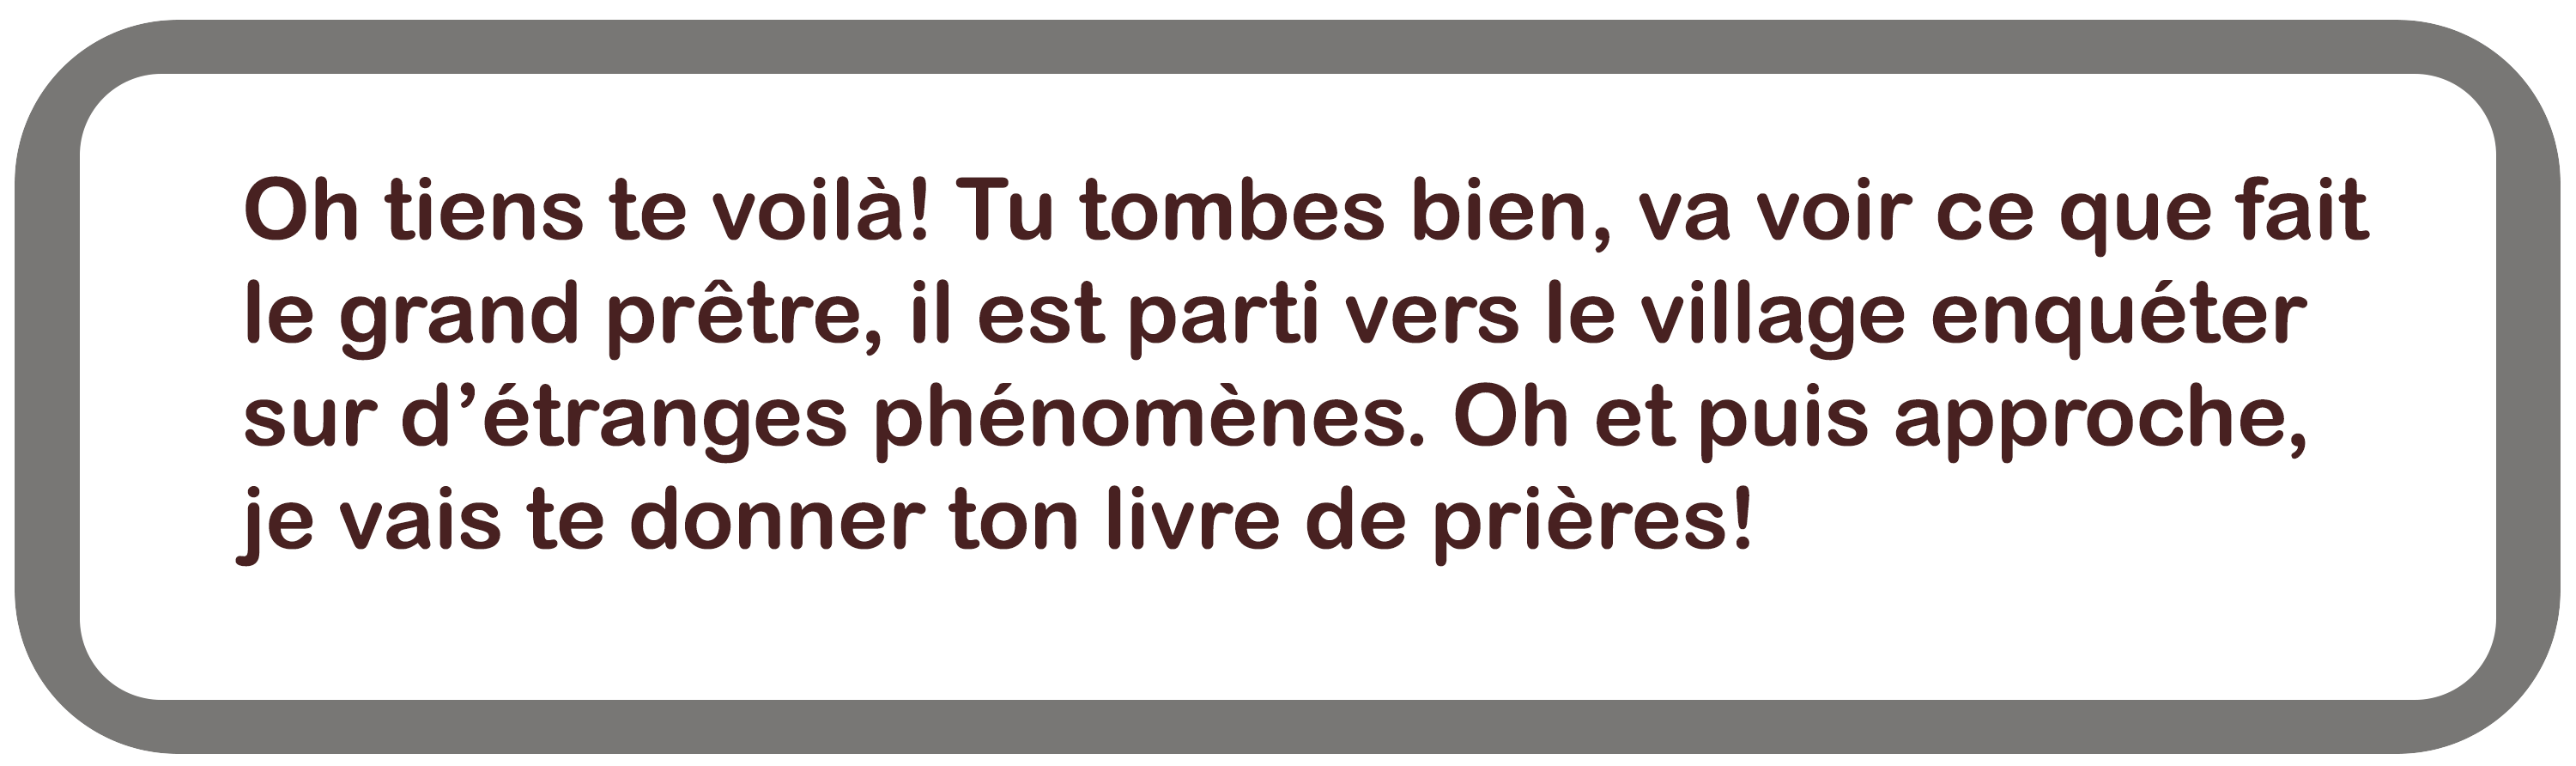 Oh tiens te voilà! Tu tombes bien, va voir ce que fait
le grand prêtre, il est parti vers le village enquéter
sur d’étranges phénomènes. Oh et puis approche,
je vais te donner ton livre de prières!